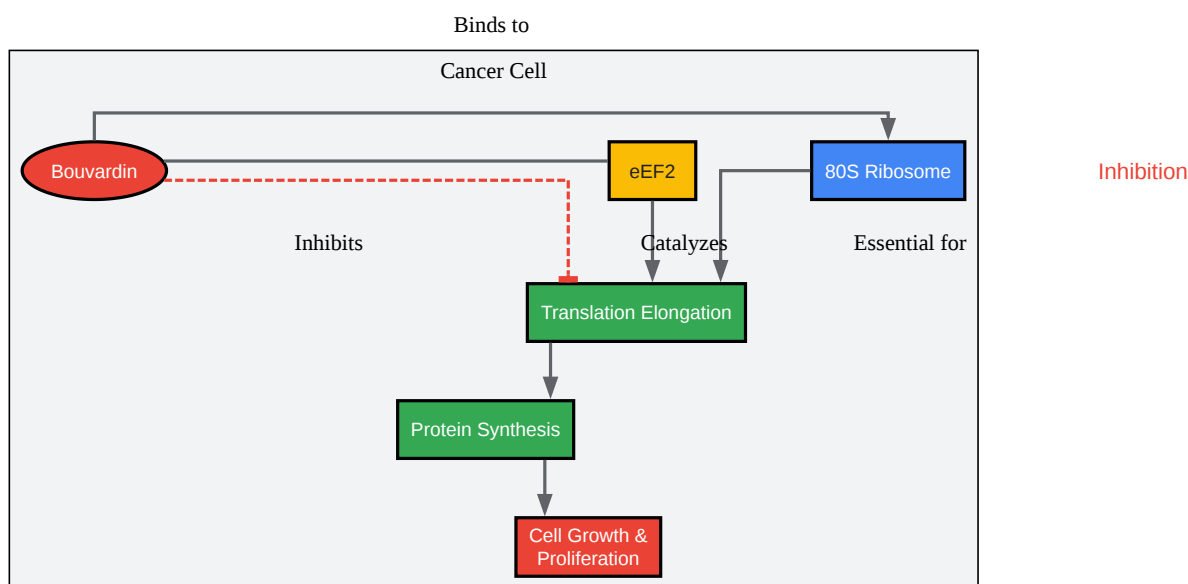 Binds to
Cancer Cell
Bouvardin
eEF2
80S Ribosome
Inhibition
Inhibits
Catalyzes
Essential for
Translation Elongation
Protein Synthesis
Cell Growth &
Proliferation